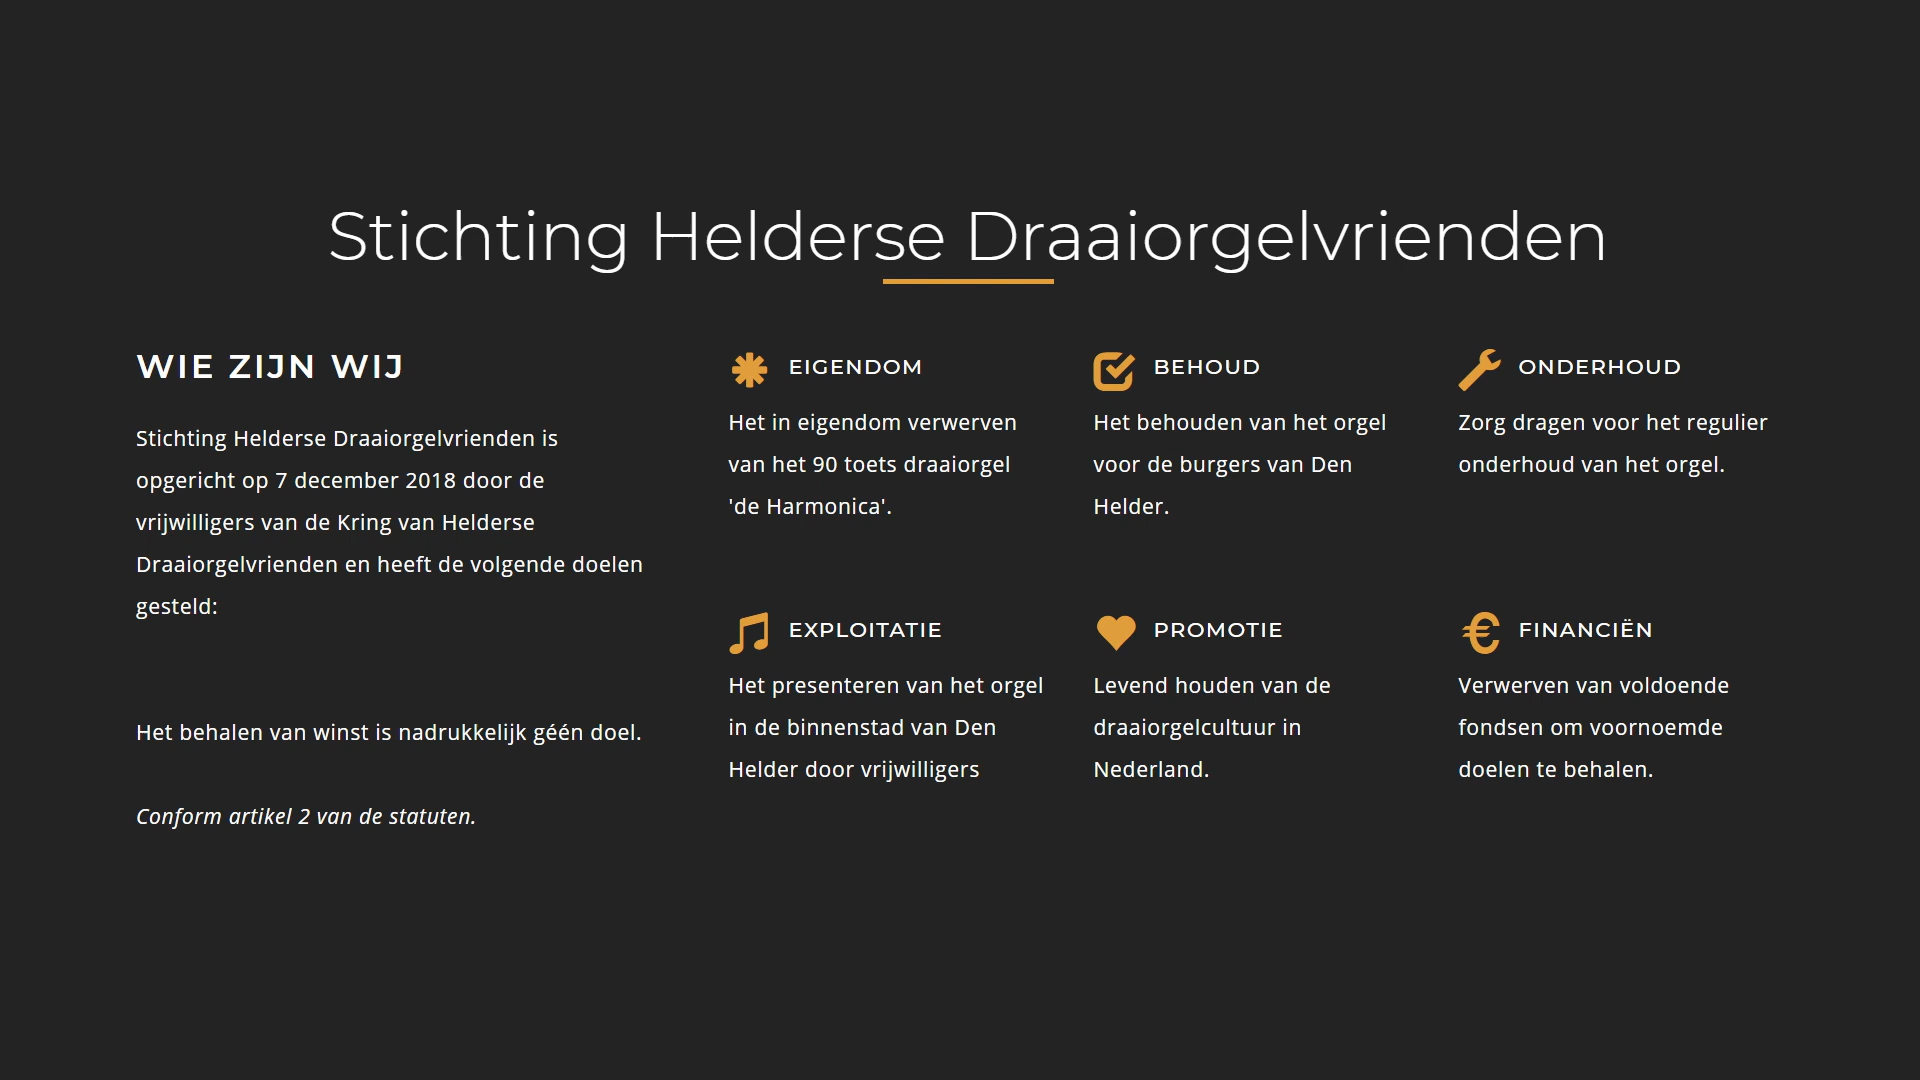 Stichting Helderse Draaiorgelvrienden
WIE ZIJN WIJ
Stichting Helderse Draaiorgelvrienden is
opgericht op 7 december 2018 door de
vrijwilligers van de Kring van Helderse
Draaiorgelvrienden en heeft de volgende doelen
gesteld:
Het behalen van winst is nadrukkelijk géén doel.
Conform artikel 2 van de statuten.
EIGENDOM
Het in eigendom verwerven
van het 90 toets draaiorgel
'de Harmonica'.
BEHOUD
Het behouden van het orgel
voor de burgers van Den
Helder.
ONDERHOUD
Zorg dragen voor het regulier
onderhoud van het orgel.
EXPLOITATIE
Het presenteren van het orgel
in de binnenstad van Den
Helder door vrijwilligers
PROMOTIE
Levend houden van de
draaiorgelcultuur in
Nederland.
FINANCIËN
Verwerven van voldoende
fondsen om voornoemde
doelen te behalen.